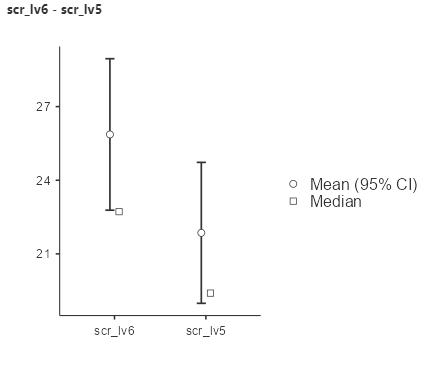 scr_lv6 - scr_lv5
27
24
21
scr_lv6 scr_lv5
Mean (95% CI)
Median